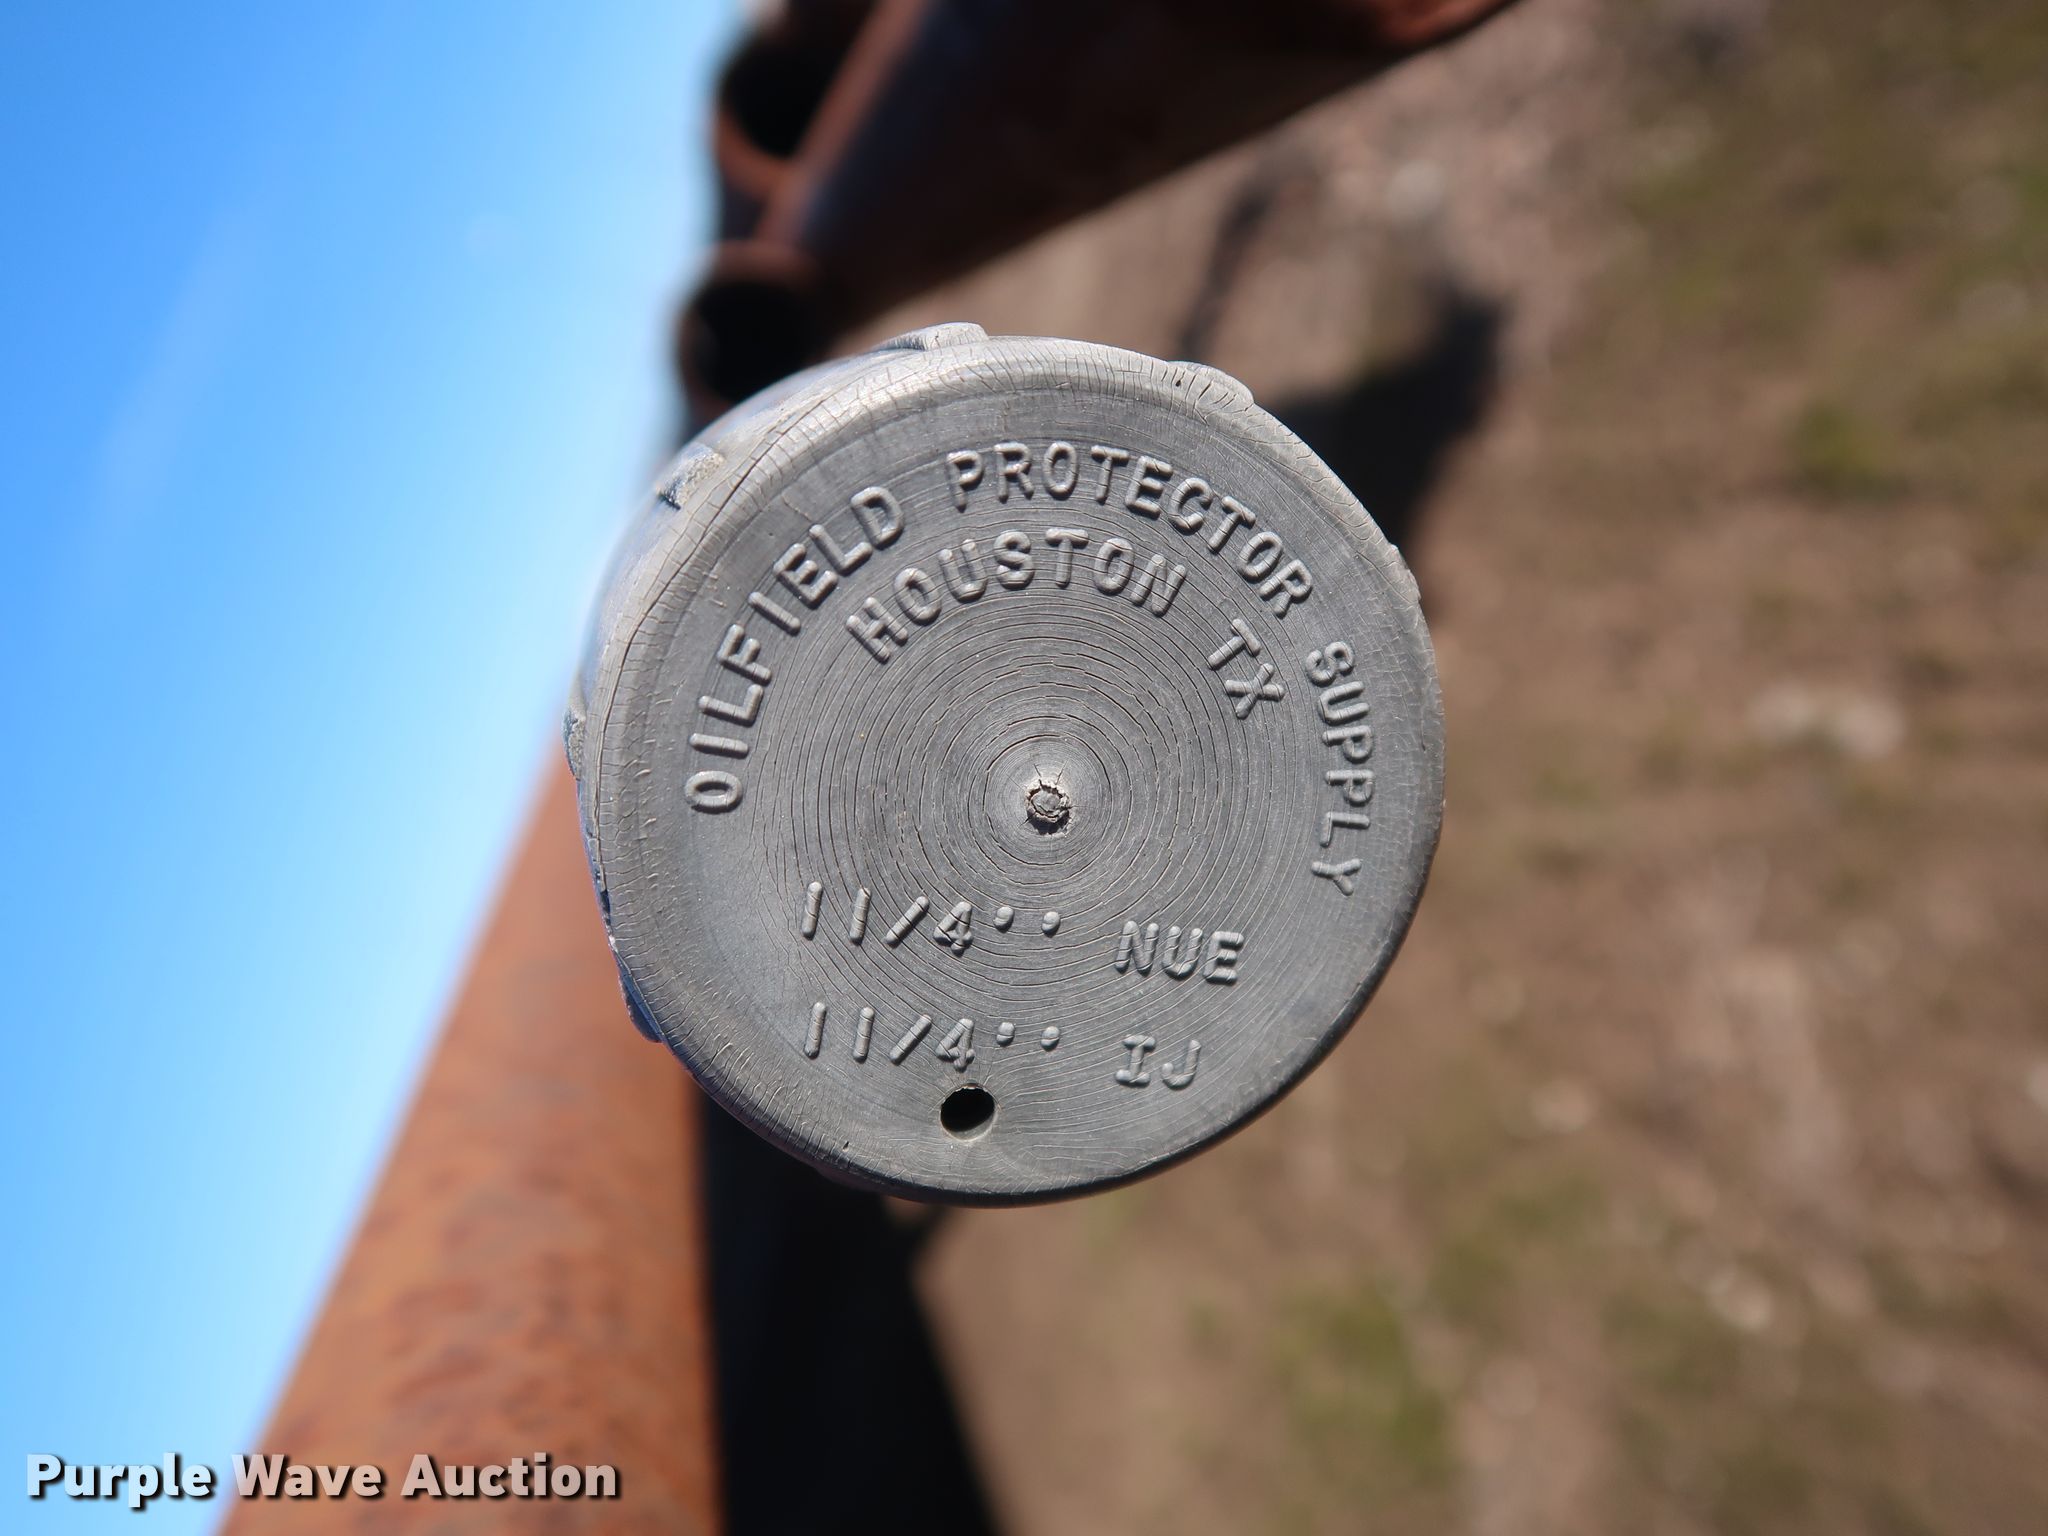 OILFIELD PROTECTOR SUPPLY
HOUSTON TX
11/4'' NUE
11/4'' IJ
Purple Wave Auction